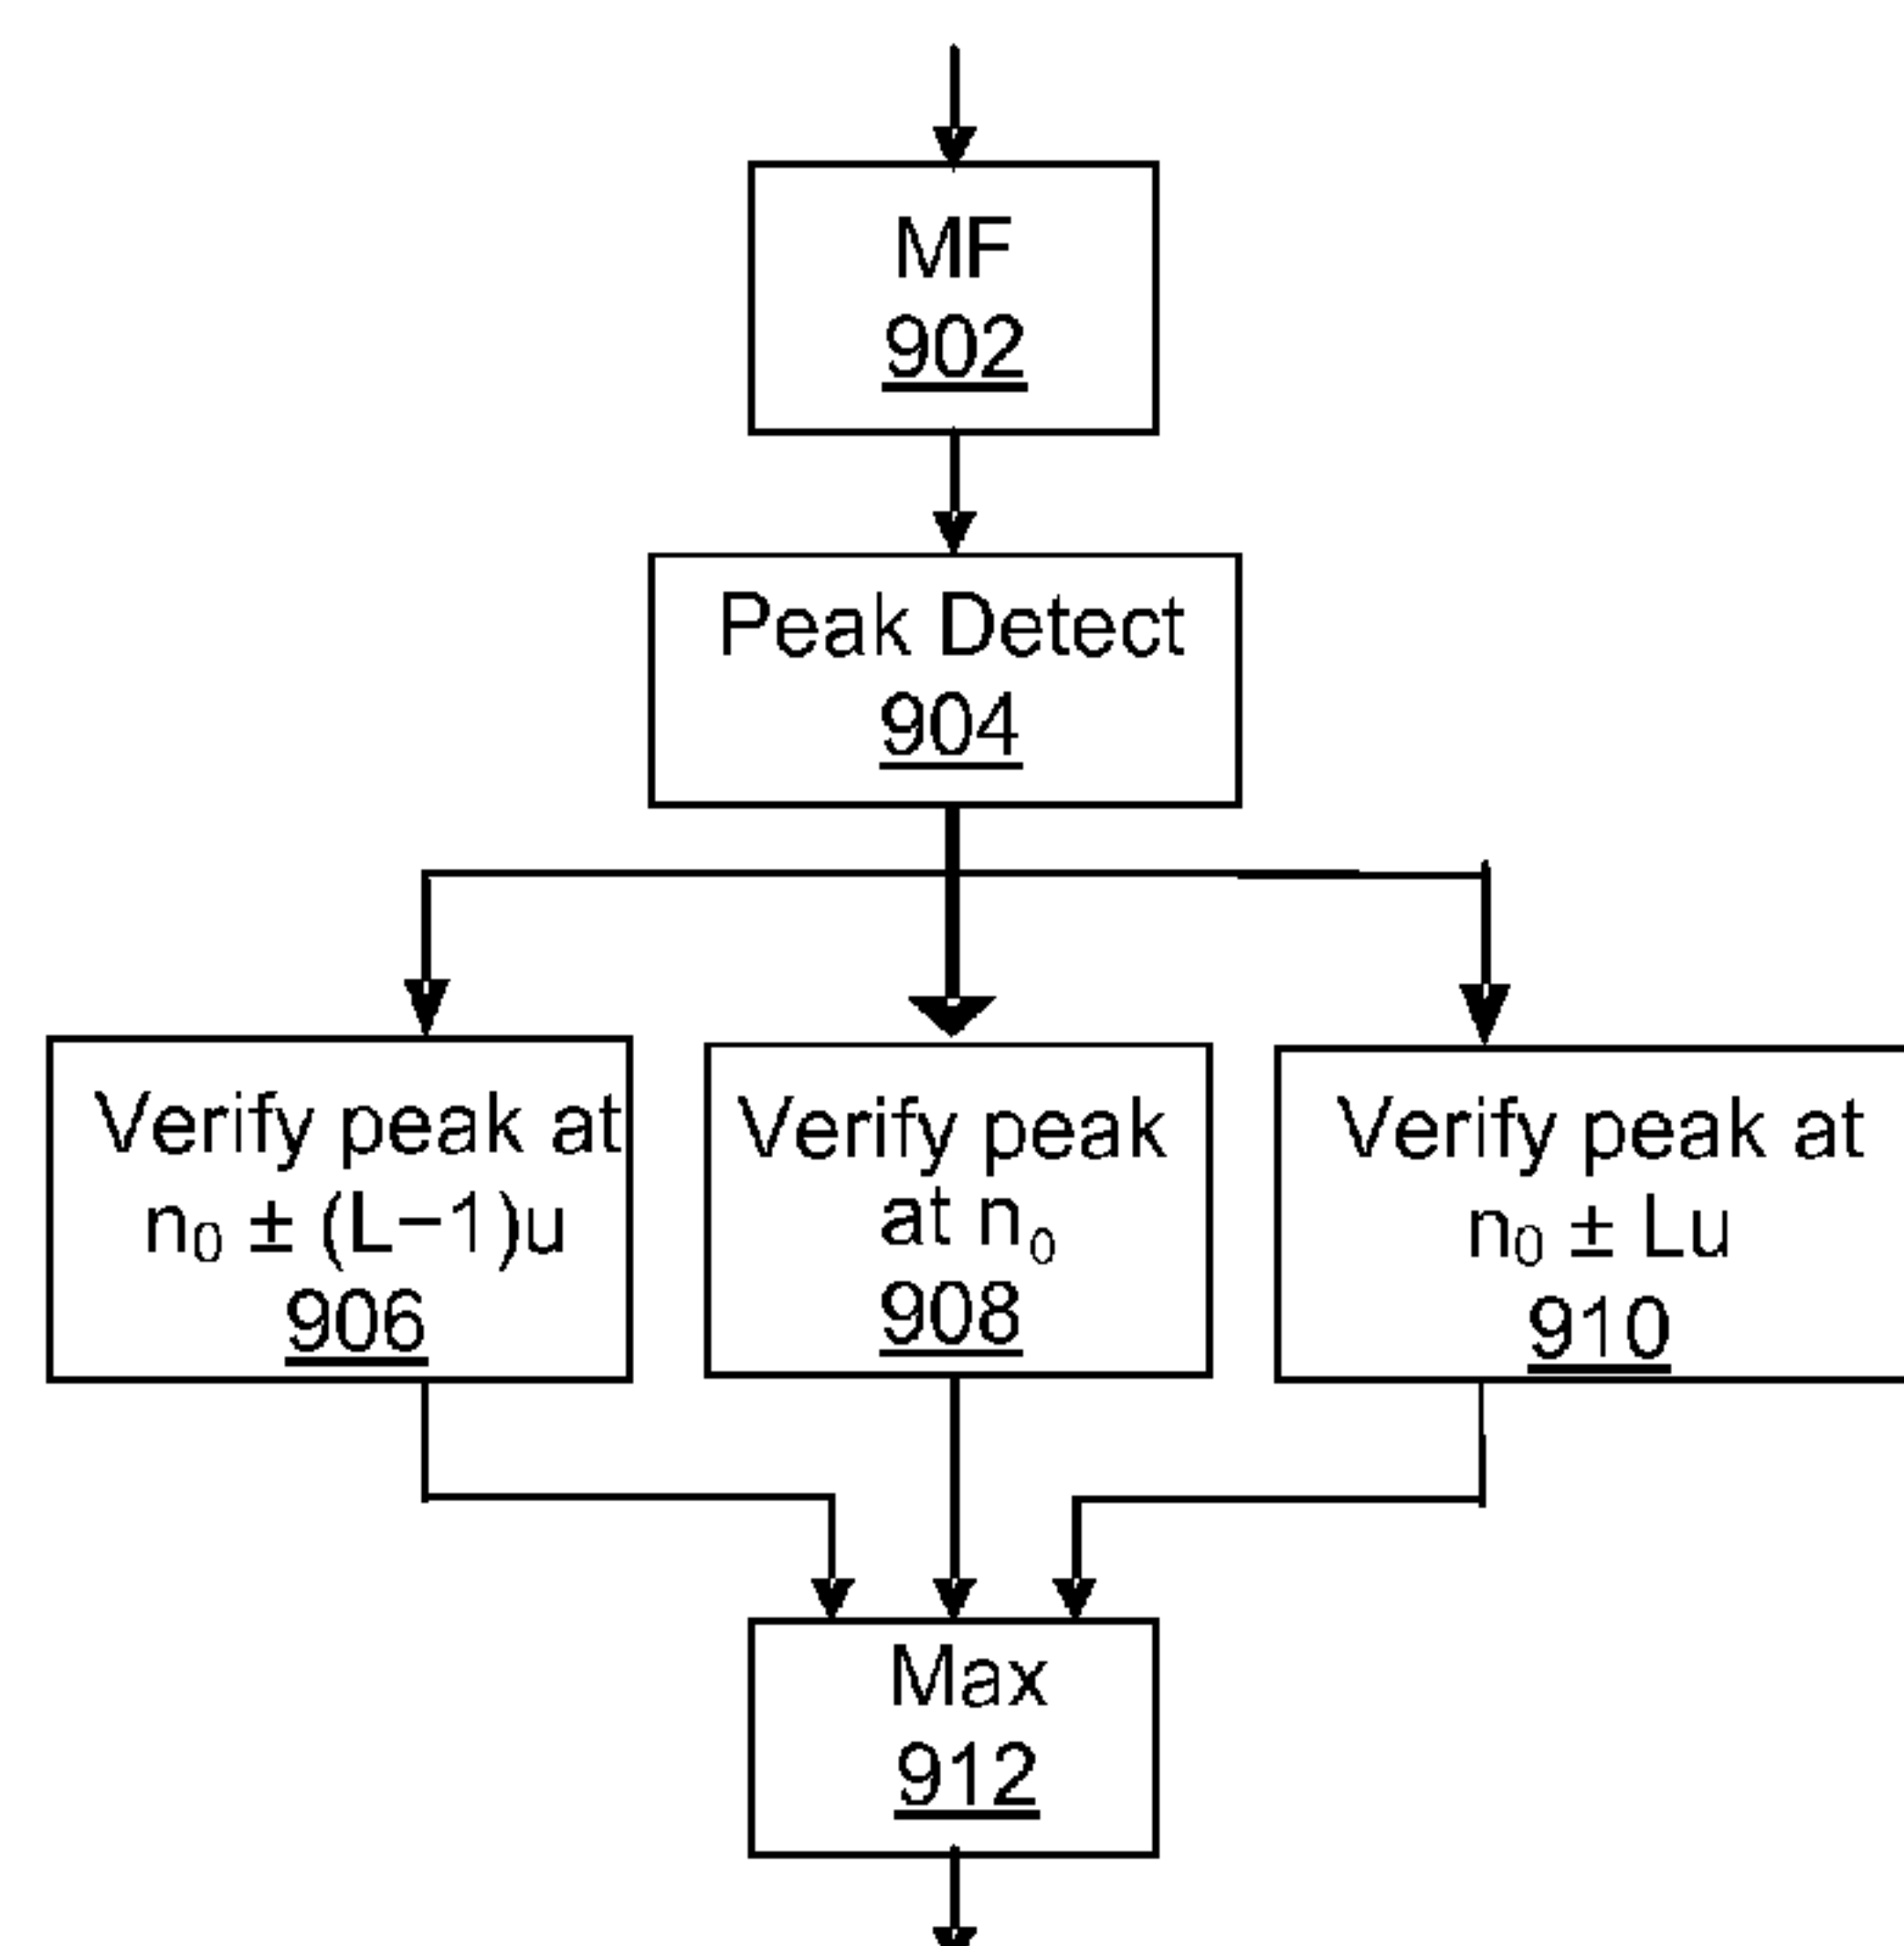 MF
902
Peak Detect
904
Verify peak at
n₀ ± (L−1)u
906
Verify peak
at n₀
908
Verify peak at
n₀ ± Lu
910
Max
912